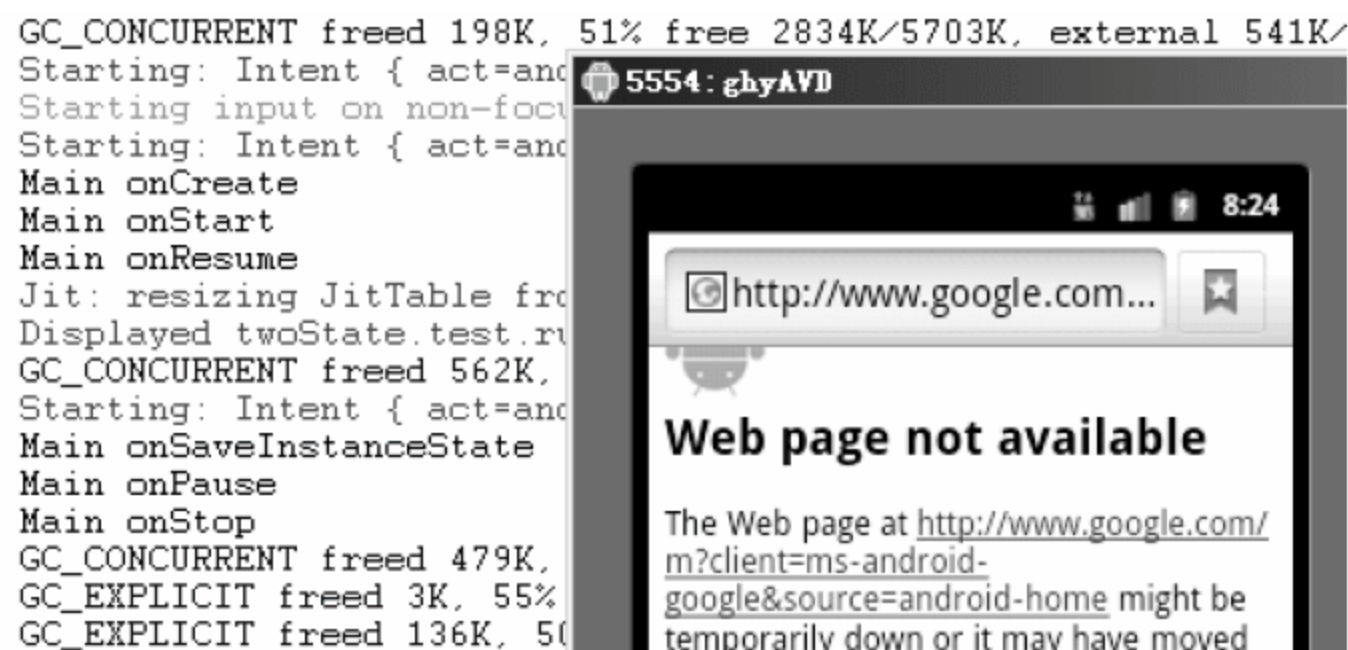 GC_CONCURRENT freed 198K, 51% free 2834K/5703K, external 541K/
Starting: Intent { act=and
Starting input on non-focu
Starting: Intent { act=and
Main onCreate
Main onStart
Main onResume
Jit: resizing JitTable fro
Displayed twoState.test.ru
GC_CONCURRENT freed 562K,
Starting: Intent { act=and
Main onSaveInstanceState
Main onPause
Main onStop
GC_CONCURRENT freed 479K,
GC_EXPLICIT freed 3K, 55%
GC_EXPLICIT freed 136K, 50
5554:ghyAVD
8:24
http://www.google.com...
Web page not available
The Web page at http://www.google.com/
m?client=ms-android-
google&source=android-home might be
temporarily down or it may have moved